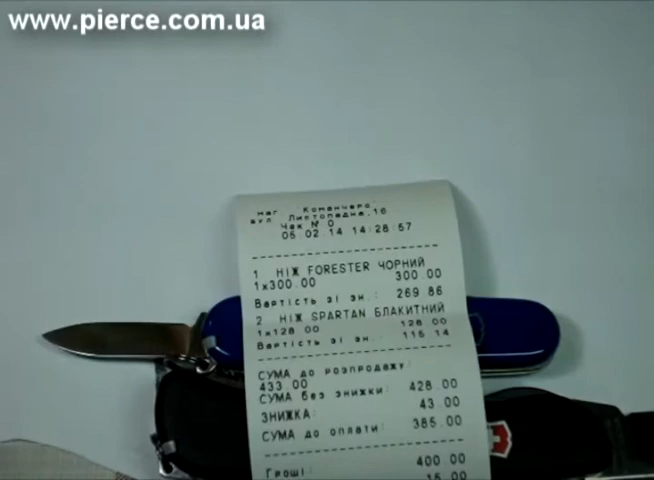 www.pierce.com.ua
маг Команчеро
вул Листопадна,10
Чек № 0
05 02 14 14:28:57
1 НІЖ FORESTER ЧОРНИЙ
1x300.00 300.00
Вартість зі зн.: 269 86
2 НІЖ SPARTAN БЛАКИТНИЙ
1x128 00 128 00
Вартість зі зн.: 115 14
СУМА до розпродажу:
433.00
СУМА без знижки: 428.00
ЗНИЖКА: 43.00
СУМА до оплати: 385.00
Гроші: 400 00
15 00